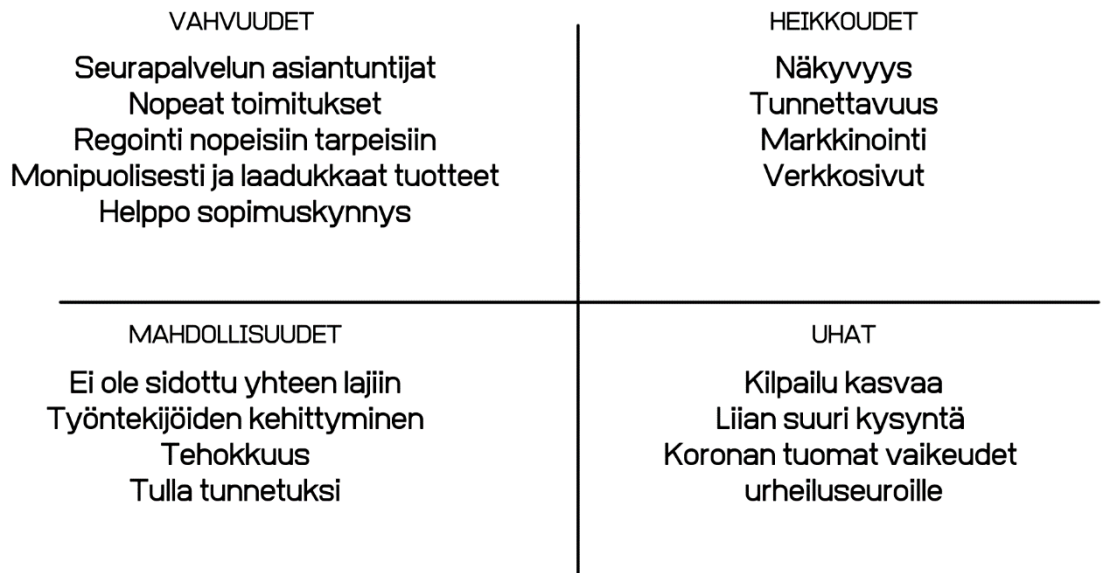 VAHVUUDET
Seurapalvelun asiantuntijat
Nopeat toimitukset
Regointi nopeisiin tarpeisiin
Monipuolisesti ja laadukkaat tuotteet
Helppo sopimuskynnys
HEIKKOUDET
Näkyvyys
Tunnettavuus
Markkinointi
Verkkosivut
MAHDOLLISUUDET
Ei ole sidottu yhteen lajiin
Työntekijöiden kehittyminen
Tehokkuus
Tulla tunnetuksi
UHAT
Kilpailu kasvaa
Liian suuri kysyntä
Koronan tuomat vaikeudet
urheiluseuroille